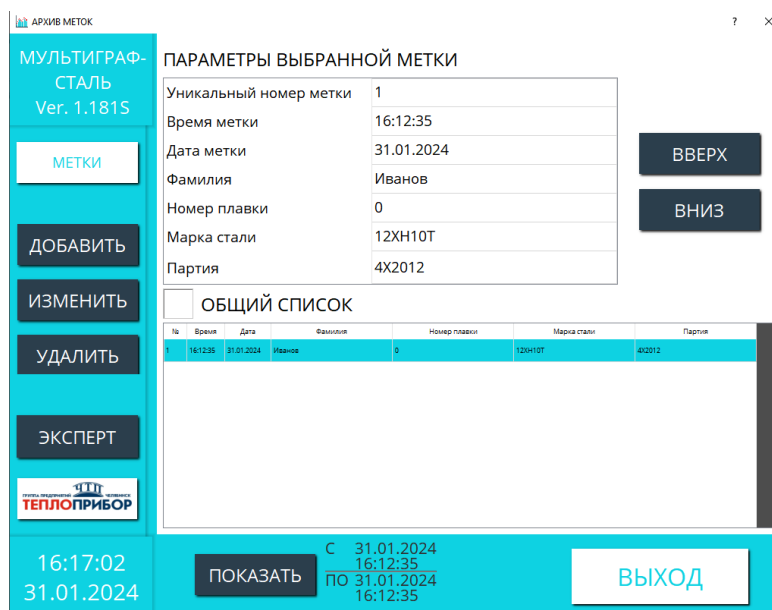 АРХИВ МЕТОК
?
МУЛЬТИГРАФ-
СТАЛЬ
Ver. 1.181S
МЕТКИ
ДОБАВИТЬ
ИЗМЕНИТЬ
УДАЛИТЬ
ЭКСПЕРТ
ГРУППА ПРЕДПРИЯТИЙ ЧТП ЧЕЛЯБИНСК
ТЕПЛОПРИБОР
16:17:02
31.01.2024
ПАРАМЕТРЫ ВЫБРАННОЙ МЕТКИ
Уникальный номер метки 1
Время метки 16:12:35
Дата метки 31.01.2024
Фамилия Иванов
Номер плавки 0
Марка стали 12ХН10Т
Партия 4Х2012
ВВЕРХ
ВНИЗ
ОБЩИЙ СПИСОК
№ Время Дата Фамилия Номер плавки Марка стали Партия
1 16:12:35 31.01.2024 Иванов 0 12ХН10Т 4Х2012
ПОКАЗАТЬ
С 31.01.2024
16:12:35
ПО 31.01.2024
16:12:35
ВЫХОД